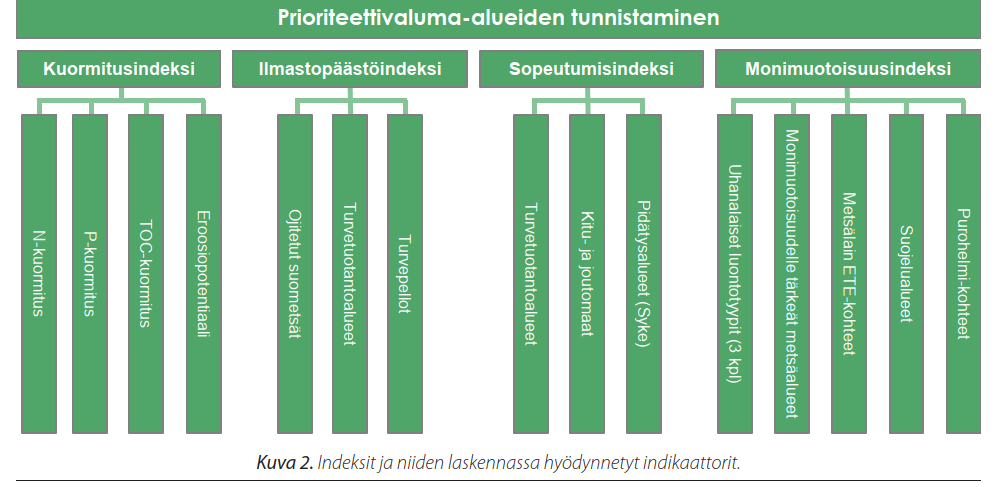 Prioriteettivaluma-alueiden tunnistaminen
Kuormitusindeksi
N-kuormitus
P-kuormitus
TOC-kuormitus
Eroosiopotentiaali
Ilmastopäästöindeksi
Ojitetut suometsät
Turvetuotantoalueet
Turvepellot
Sopeutumisindeksi
Turvetuotantoalueet
Kitu- ja joutomaat
Pidätysalueet (Syke)
Monimuotoisuusindeksi
Uhanalaiset luontotyypit (3 kpl)
Monimuotoisuudelle tärkeät metsäalueet
Metsälain ETE-kohteet
Suojelualueet
Purohelmi-kohteet
Kuva 2. Indeksit ja niiden laskennassa hyödynnetyt indikaattorit.